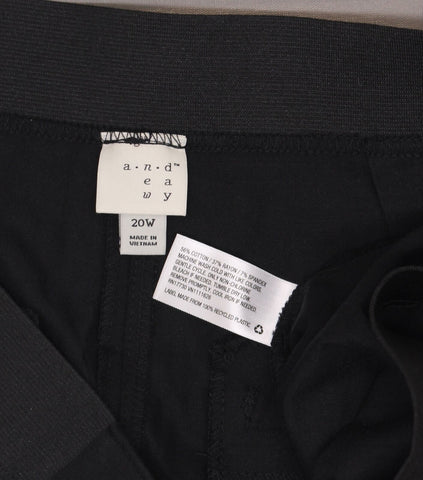 a · n · d™
e a
w y
20W
MADE IN
VIETNAM
56% COTTON / 37% RAYON / 7% SPANDEX
MACHINE WASH COLD WITH LIKE COLORS.
GENTLE CYCLE. ONLY NON-CHLORINE
BLEACH IF NEEDED. TUMBLE DRY LOW.
REMOVE PROMPTLY. COOL IRON IF NEEDED.
RN17730 VN1111628
LABEL MADE FROM 100% RECYCLED PLASTIC